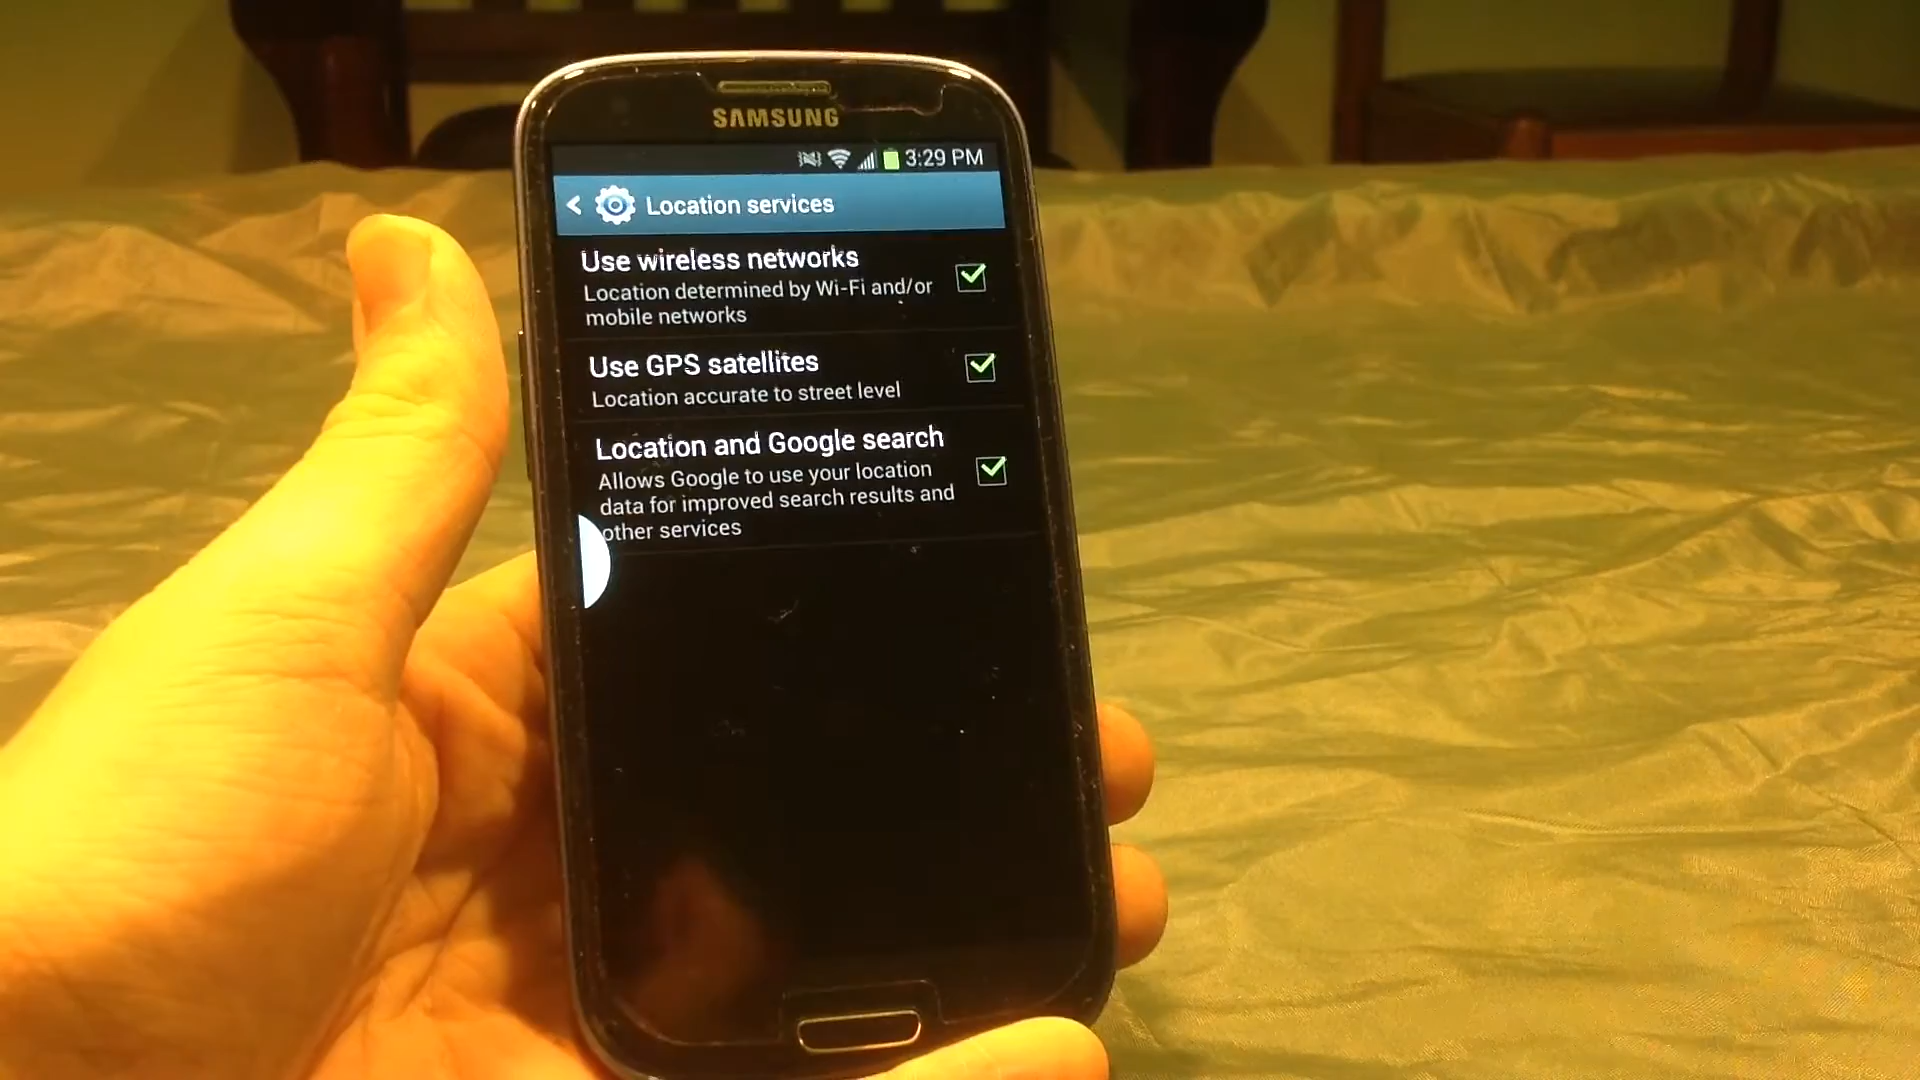 SAMSUNG
3:29 PM
Location services
Use wireless networks
Location determined by Wi-Fi and/or
mobile networks
Use GPS satellites
Location accurate to street level
Location and Google search
Allows Google to use your location
data for improved search results and
other services